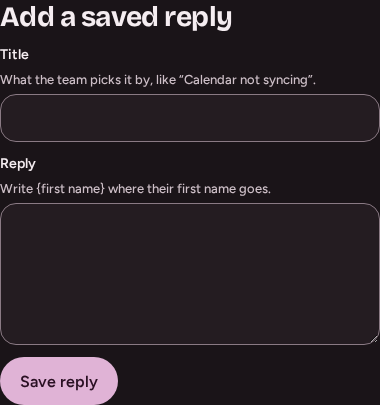 Add a saved reply
Title
What the team picks it by, like “Calendar not syncing”.
Reply
Write {first name} where their first name goes.
Save reply